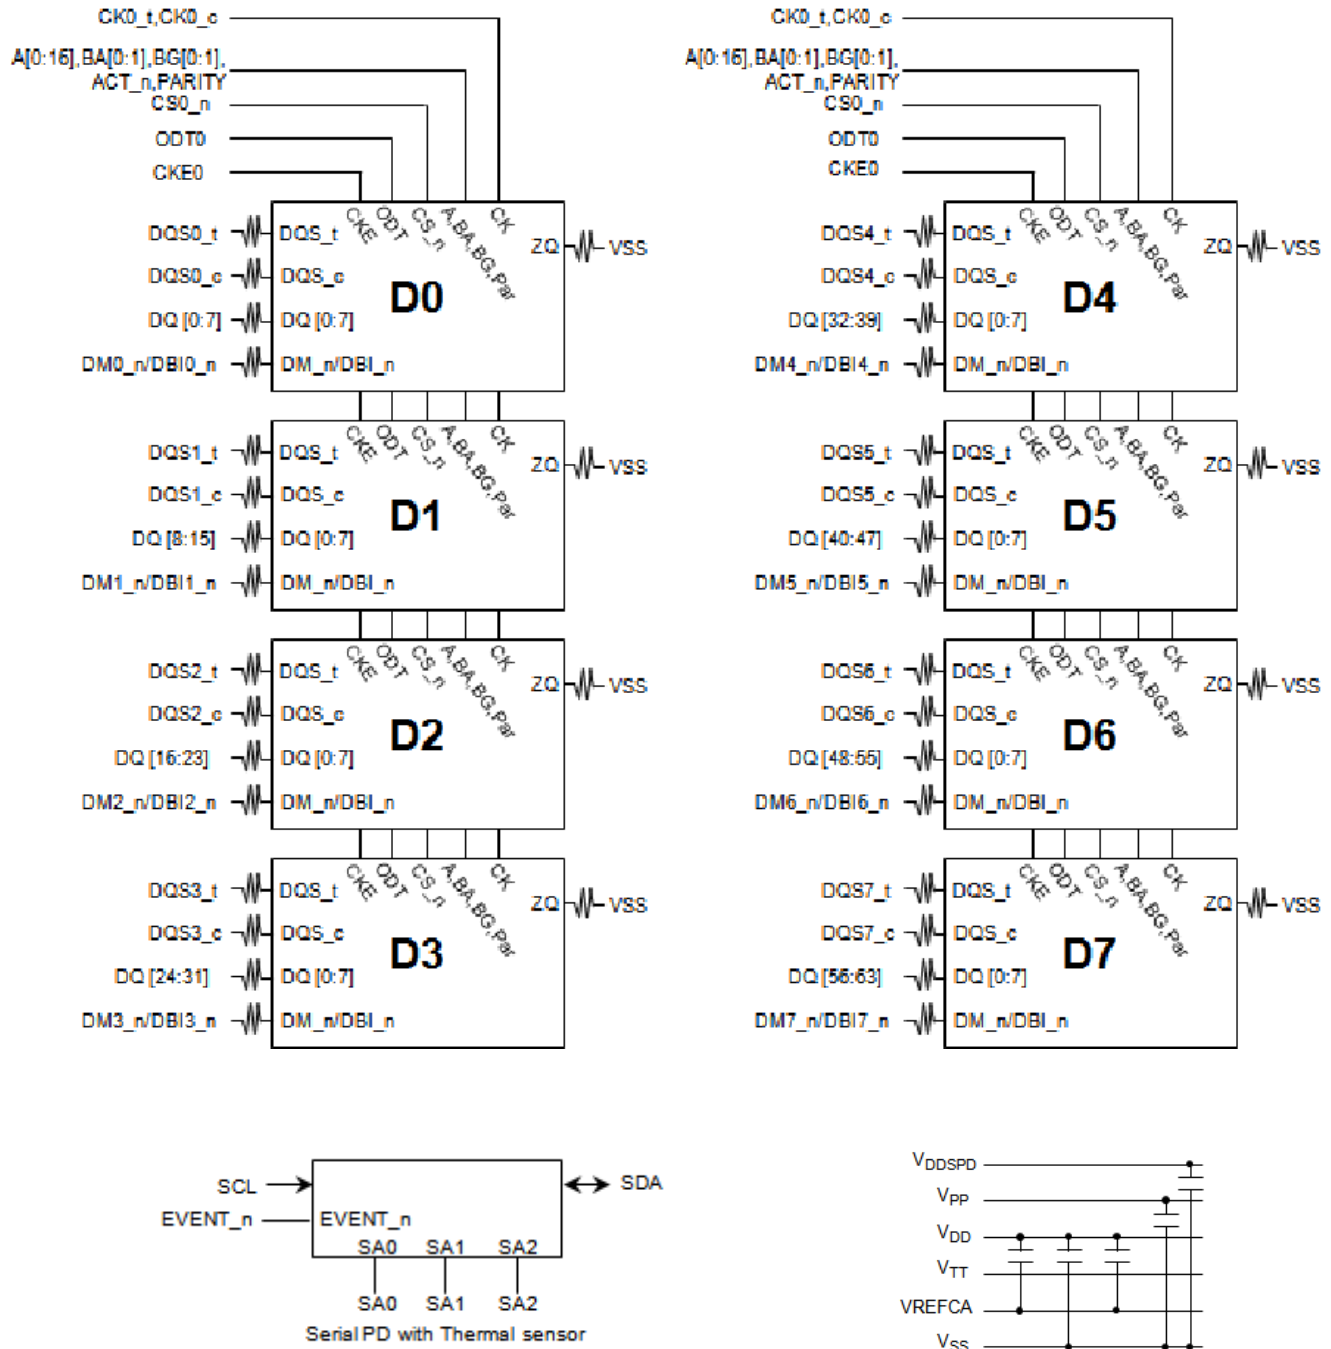 CK0_t,CK0_c
A[0:16],BA[0:1],BG[0:1],
ACT_n,PARITY
CS0_n
ODT0
CKE0
CKE ODT CS_n A,BA,BG,Par CK
DQS0_t DQS_t ZQ VSS
DQS0_c DQS_c
D0
DQ [0:7] DQ [0:7]
DM0_n/DBI0_n DM_n/DBI_n
CKE ODT CS_n A,BA,BG,Par CK
DQS1_t DQS_t ZQ VSS
DQS1_c DQS_c
D1
DQ [8:15] DQ [0:7]
DM1_n/DBI1_n DM_n/DBI_n
CKE ODT CS_n A,BA,BG,Par CK
DQS2_t DQS_t ZQ VSS
DQS2_c DQS_c
D2
DQ [16:23] DQ [0:7]
DM2_n/DBI2_n DM_n/DBI_n
CKE ODT CS_n A,BA,BG,Par CK
DQS3_t DQS_t ZQ VSS
DQS3_c DQS_c
D3
DQ [24:31] DQ [0:7]
DM3_n/DBI3_n DM_n/DBI_n
CK0_t,CK0_c
A[0:16],BA[0:1],BG[0:1],
ACT_n,PARITY
CS0_n
ODT0
CKE0
CKE ODT CS_n A,BA,BG,Par CK
DQS4_t DQS_t ZQ VSS
DQS4_c DQS_c
D4
DQ [32:39] DQ [0:7]
DM4_n/DBI4_n DM_n/DBI_n
CKE ODT CS_n A,BA,BG,Par CK
DQS5_t DQS_t ZQ VSS
DQS5_c DQS_c
D5
DQ [40:47] DQ [0:7]
DM5_n/DBI5_n DM_n/DBI_n
CKE ODT CS_n A,BA,BG,Par CK
DQS6_t DQS_t ZQ VSS
DQS6_c DQS_c
D6
DQ [48:55] DQ [0:7]
DM6_n/DBI6_n DM_n/DBI_n
CKE ODT CS_n A,BA,BG,Par CK
DQS7_t DQS_t ZQ VSS
DQS7_c DQS_c
D7
DQ [56:63] DQ [0:7]
DM7_n/DBI7_n DM_n/DBI_n
SCL SDA
EVENT_n EVENT_n
SA0 SA1 SA2
SA0 SA1 SA2
Serial PD with Thermal sensor
VDDSPD
VPP
VDD
VTT
VREFCA
VSS